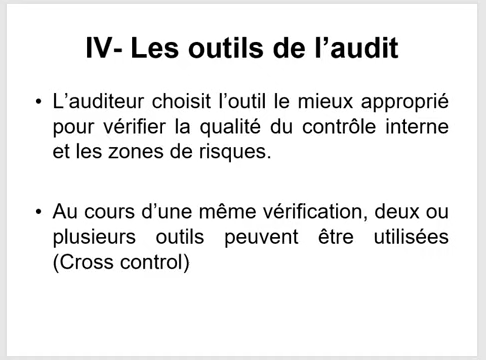 IV- Les outils de l’audit
• L’auditeur choisit l’outil le mieux approprié
pour vérifier la qualité du contrôle interne
et les zones de risques.
• Au cours d’une même vérification, deux ou
plusieurs outils peuvent être utilisées
(Cross control)